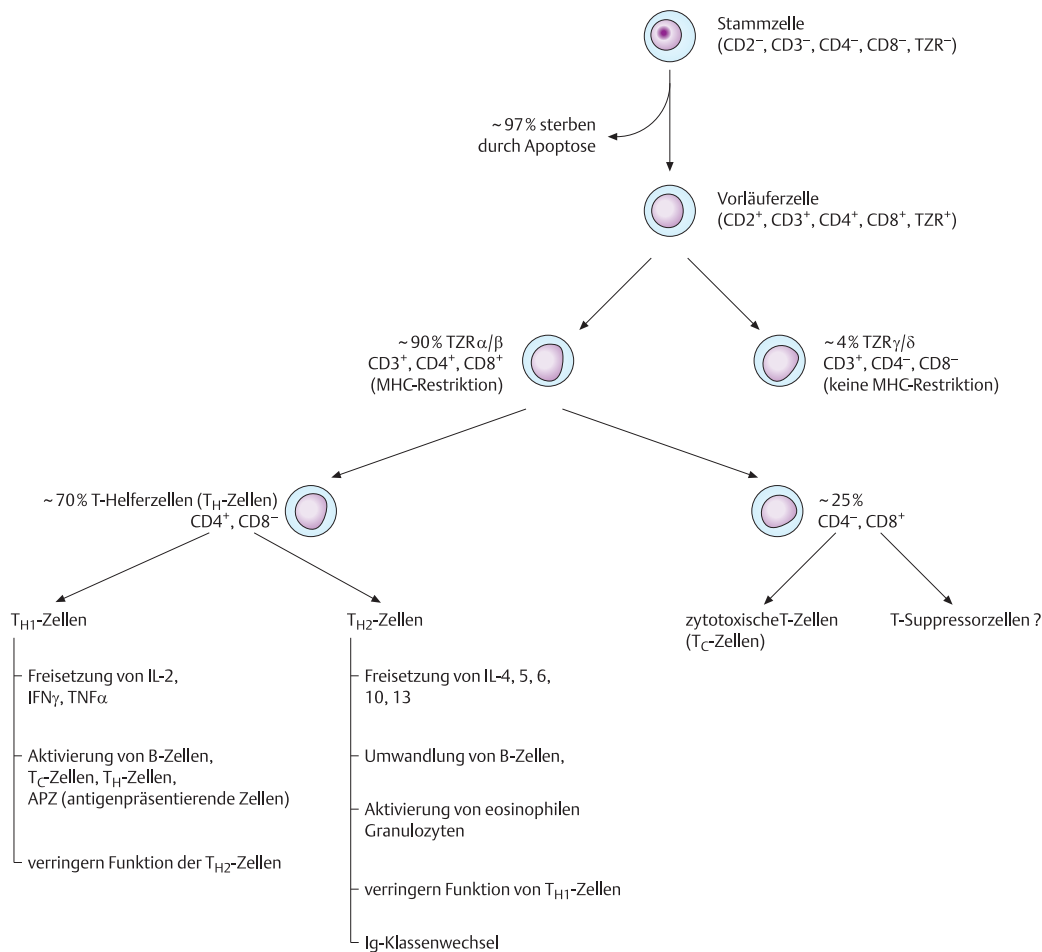 Stammzelle
(CD2⁻, CD3⁻, CD4⁻, CD8⁻, TZR⁻)
~97% sterben
durch Apoptose
Vorläuferzelle
(CD2⁺, CD3⁺, CD4⁺, CD8⁺, TZR⁺)
~90% TZRα/β
CD3⁺, CD4⁺, CD8⁺
(MHC-Restriktion)
~4% TZRγ/δ
CD3⁺, CD4⁻, CD8⁻
(keine MHC-Restriktion)
~70% T-Helferzellen (T_H-Zellen)
CD4⁺, CD8⁻
~25%
CD4⁻, CD8⁺
T_H1-Zellen
Freisetzung von IL-2,
IFNγ, TNFα
Aktivierung von B-Zellen,
T_C-Zellen, T_H-Zellen,
APZ (antigenpräsentierende Zellen)
verringern Funktion der T_H2-Zellen
T_H2-Zellen
Freisetzung von IL-4, 5, 6,
10, 13
Umwandlung von B-Zellen,
Aktivierung von eosinophilen
Granulozyten
verringern Funktion von T_H1-Zellen
Ig-Klassenwechsel
zytotoxischeT-Zellen
(T_C-Zellen)
T-Suppressorzellen ?